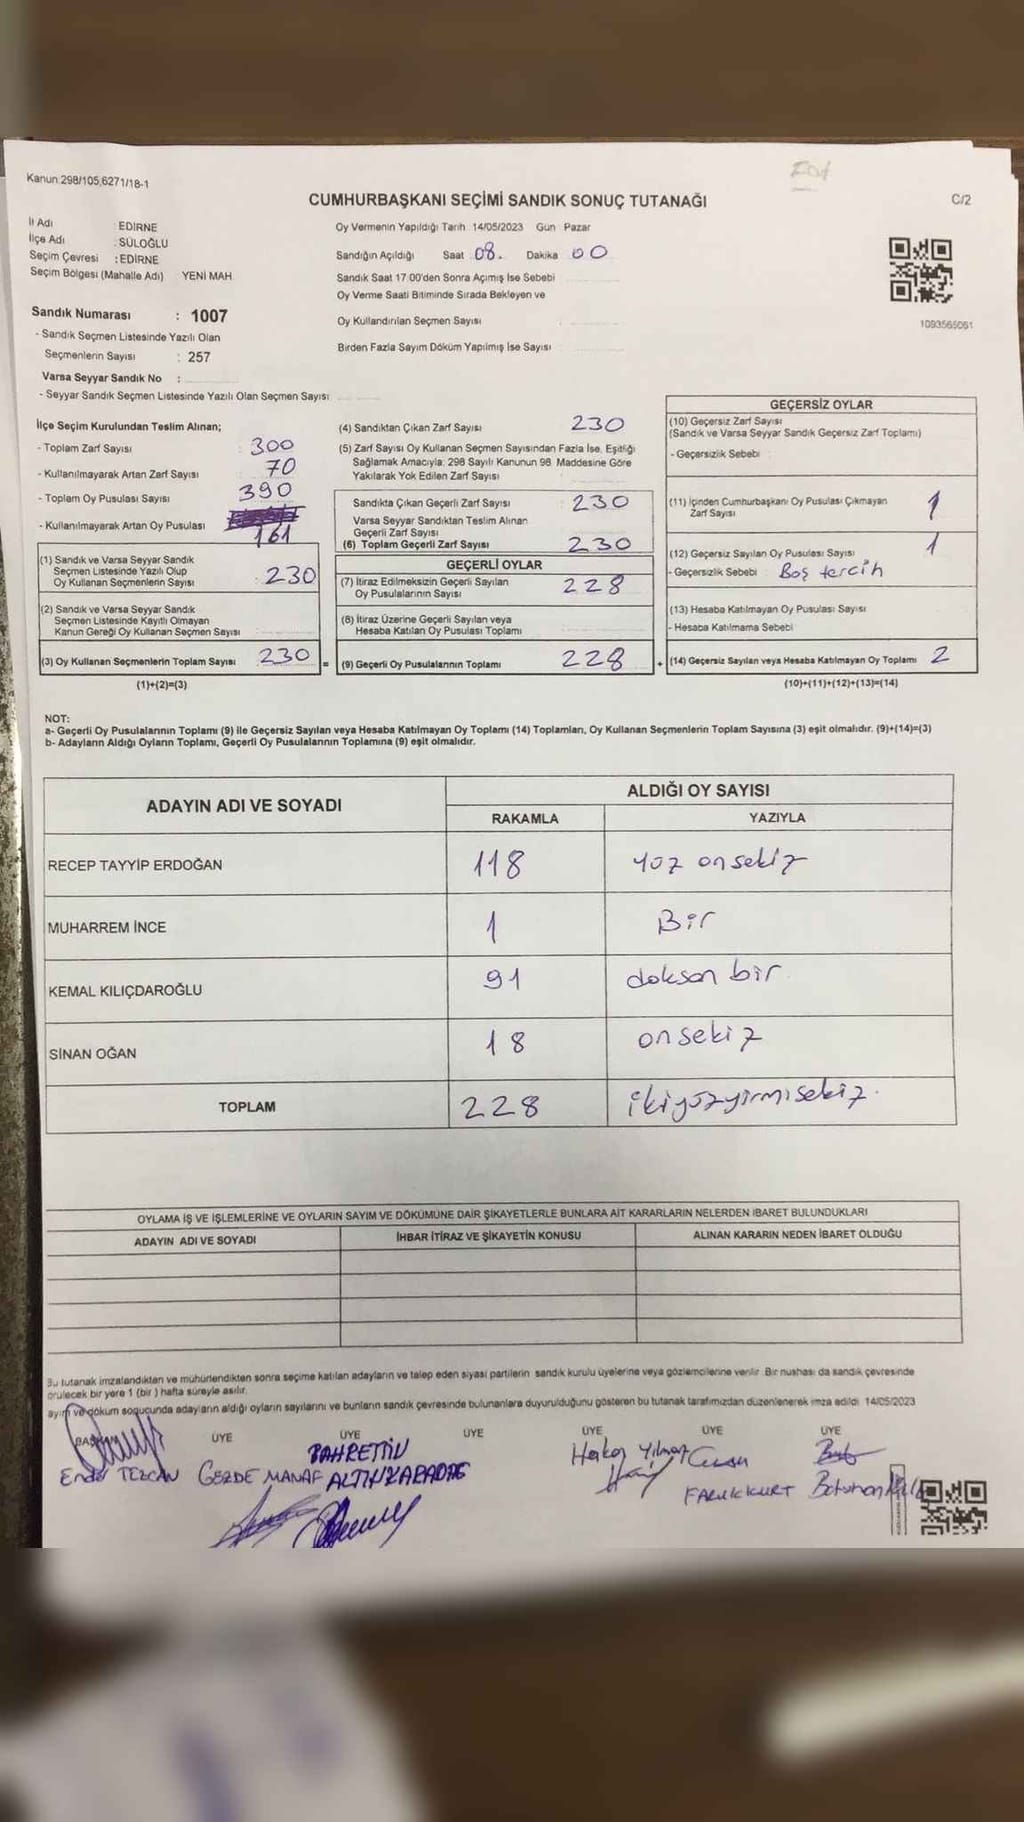 Kanun:298/105,6271/18-1
CUMHURBAŞKANI SEÇİMİ SANDIK SONUÇ TUTANAĞI
C/2
İl Adı : EDİRNE
İlçe Adı : SÜLOĞLU
Seçim Çevresi : EDİRNE
Seçim Bölgesi (Mahalle Adı) YENİ MAH.
Sandık Numarası : 1007
- Sandık Seçmen Listesinde Yazılı Olan
Seçmenlerin Sayısı : 257
Varsa Seyyar Sandık No :
- Seyyar Sandık Seçmen Listesinde Yazılı Olan Seçmen Sayısı:
Oy Vermenin Yapıldığı Tarih 14/05/2023 Gün Pazar
Sandığın Açıldığı Saat 08. Dakika 00
Sandık Saat 17.00'den Sonra Açımış İse Sebebi
Oy Verme Saati Bitiminde Sırada Bekleyen ve
Oy Kullandırılan Seçmen Sayısı :
Birden Fazla Sayım Döküm Yapılmış İse Sayısı
1093565061
İlçe Seçim Kurulundan Teslim Alınan;
- Toplam Zarf Sayısı : 300
- Kullanılmayarak Artan Zarf Sayısı : 70
- Toplam Oy Pusulası Sayısı : 390
- Kullanılmayarak Artan Oy Pusulası : 161
(1) Sandık ve Varsa Seyyar Sandık
Seçmen Listesinde Yazılı Olup
Oy Kullanan Seçmenlerin Sayısı : 230
(2) Sandık ve Varsa Seyyar Sandık
Seçmen Listesinde Kayıtlı Olmayan
Kanun Gereği Oy Kullanan Seçmen Sayısı :
(3) Oy Kullanan Seçmenlerin Toplam Sayısı : 230 =
(1)+(2)=(3)
(4) Sandıktan Çıkan Zarf Sayısı : 230
(5) Zarf Sayısı Oy Kullanan Seçmen Sayısından Fazla İse, Eşitliği
Sağlamak Amacıyla; 298 Sayılı Kanunun 98. Maddesine Göre
Yakılarak Yok Edilen Zarf Sayısı :
Sandıkta Çıkan Geçerli Zarf Sayısı : 230
Varsa Seyyar Sandıktan Teslim Alınan
Geçerli Zarf Sayısı :
(6) Toplam Geçerli Zarf Sayısı : 230
GEÇERLİ OYLAR
(7) İtiraz Edilmeksizin Geçerli Sayılan
Oy Pusulalarının Sayısı : 228
(8) İtiraz Üzerine Geçerli Sayılan veya
Hesaba Katılan Oy Pusulası Toplamı :
(9) Geçerli Oy Pusulalarının Toplamı : 228 +
GEÇERSİZ OYLAR
(10) Geçersiz Zarf Sayısı
(Sandık ve Varsa Seyyar Sandık Geçersiz Zarf Toplamı)
- Geçersizlik Sebebi :
(11) İçinden Cumhurbaşkanı Oy Pusulası Çıkmayan
Zarf Sayısı : 1
(12) Geçersiz Sayılan Oy Pusulası Sayısı : 1
- Geçersizlik Sebebi : Boş tercih
(13) Hesaba Katılmayan Oy Pusulası Sayısı :
- Hesaba Katılmama Sebebi :
(14) Geçersiz Sayılan veya Hesaba Katılmayan Oy Toplamı : 2
(10)+(11)+(12)+(13)=(14)
NOT:
a- Geçerli Oy Pusulalarının Toplamı (9) ile Geçersiz Sayılan veya Hesaba Katılmayan Oy Toplamı (14) Toplamları, Oy Kullanan Seçmenlerin Toplam Sayısına (3) eşit olmalıdır. (9)+(14)=(3)
b- Adayların Aldığı Oyların Toplamı, Geçerli Oy Pusulalarının Toplamına (9) eşit olmalıdır.
ADAYIN ADI VE SOYADI
ALDIĞI OY SAYISI
RAKAMLA YAZIYLA
RECEP TAYYİP ERDOĞAN 118 yüz onsekiz
MUHARREM İNCE 1 Bir
KEMAL KILIÇDAROĞLU 91 doksan bir
SİNAN OĞAN 18 onsekiz
TOPLAM 228 ikiyüzyirmisekiz.
OYLAMA İŞ VE İŞLEMLERİNE VE OYLARIN SAYIM VE DÖKÜMÜNE DAİR ŞİKAYETLERLE BUNLARA AİT KARARLARIN NELERDEN İBARET BULUNDUKLARI
ADAYIN ADI VE SOYADI İHBAR İTİRAZ VE ŞİKAYETİN KONUSU ALINAN KARARIN NEDEN İBARET OLDUĞU
Bu tutanak imzalandıktan ve mühürlendikten sonra seçime katılan adayların ve talep eden siyasi partilerin sandık kurulu üyelerine veya gözlemcilerine verilir. Bir nushası da sandık çevresinde
görülecek bir yere 1 (bir ) hafta süreyle asılır.
ayım ve döküm sonucunda adayların aldığı oyların sayılarını ve bunların sandık çevresinde bulunanlara duyurulduğunu gösteren bu tutanak tarafımızdan düzenlenerek imza edildi. 14/05/2023
BAŞKAN ÜYE ÜYE ÜYE ÜYE ÜYE ÜYE
Ender TEZCAN GÖZDE MANAF BAHRETTİN
ALTINKARADAĞ Hakan Yılmaz FARUK KURT Batuhan